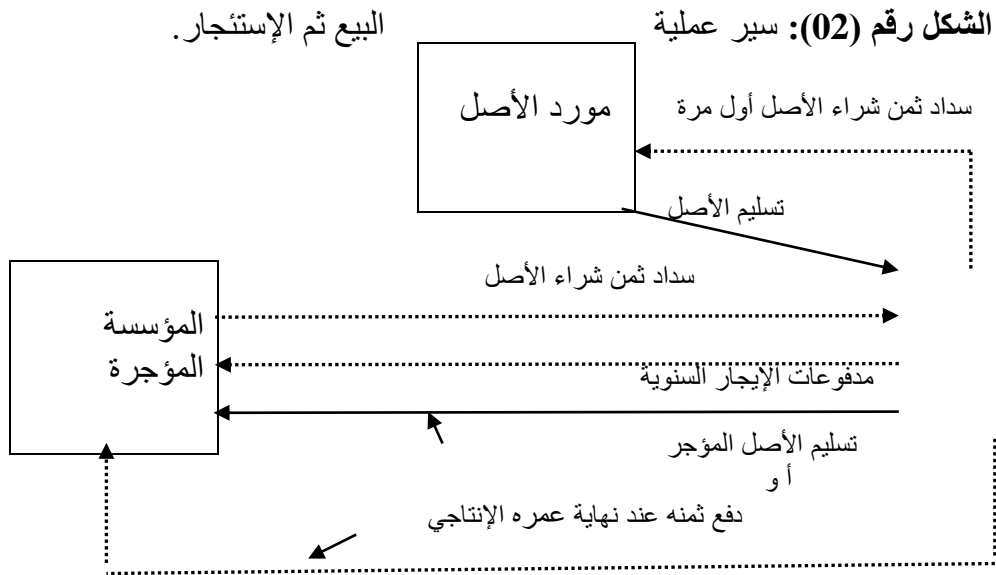 الشكل رقم (02): سير عملية البيع ثم الإستئجار.
مورد الأصل
سداد ثمن شراء الأصل أول مرة
تسليم الأصل
سداد ثمن شراء الأصل
المؤسسة
المؤجرة
مدفوعات الإيجار السنوية
تسليم الأصل المؤجر
أ و
دفع ثمنه عند نهاية عمره الإنتاجي